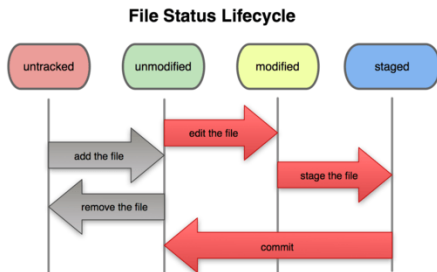 File Status Lifecycle
untracked unmodified modified staged
edit the file
add the file
stage the file
remove the file
commit